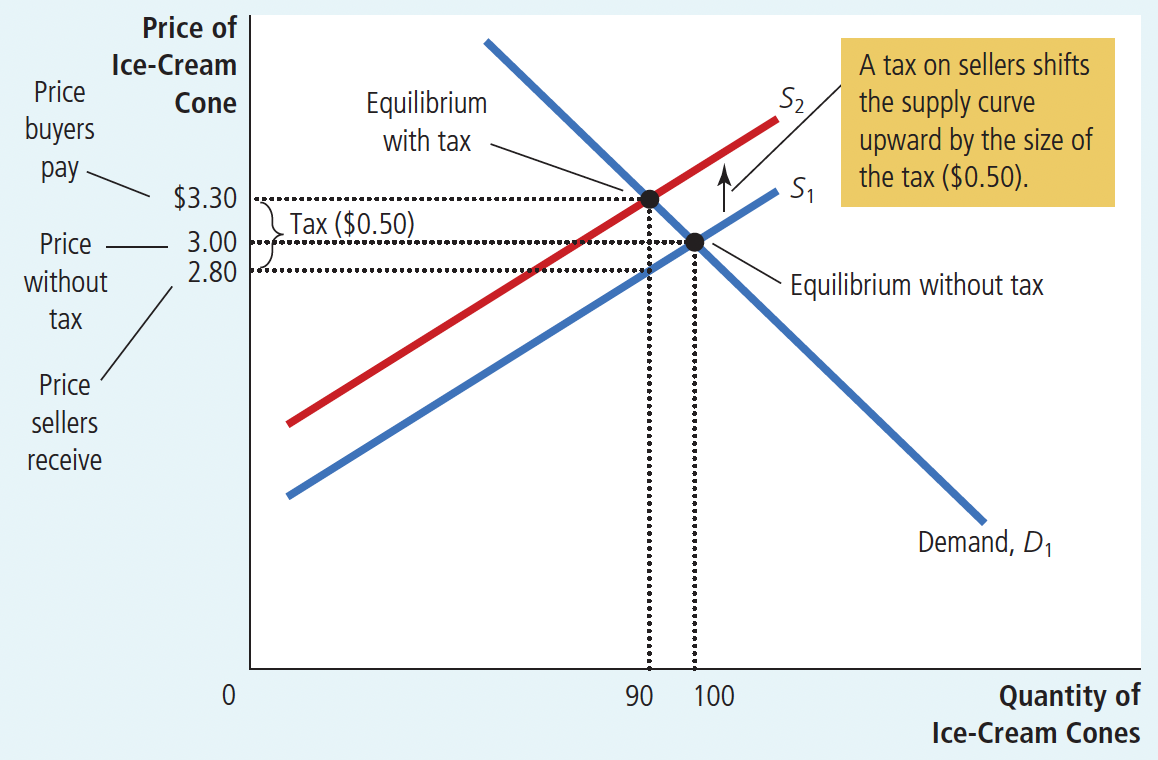 Price of
Ice-Cream
Cone
Price
buyers
pay
$3.30
Price
without
tax
3.00
2.80
Price
sellers
receive
Equilibrium
with tax
Tax ($0.50)
S2
S1
A tax on sellers shifts
the supply curve
upward by the size of
the tax ($0.50).
Equilibrium without tax
Demand, D1
0
90
100
Quantity of
Ice-Cream Cones